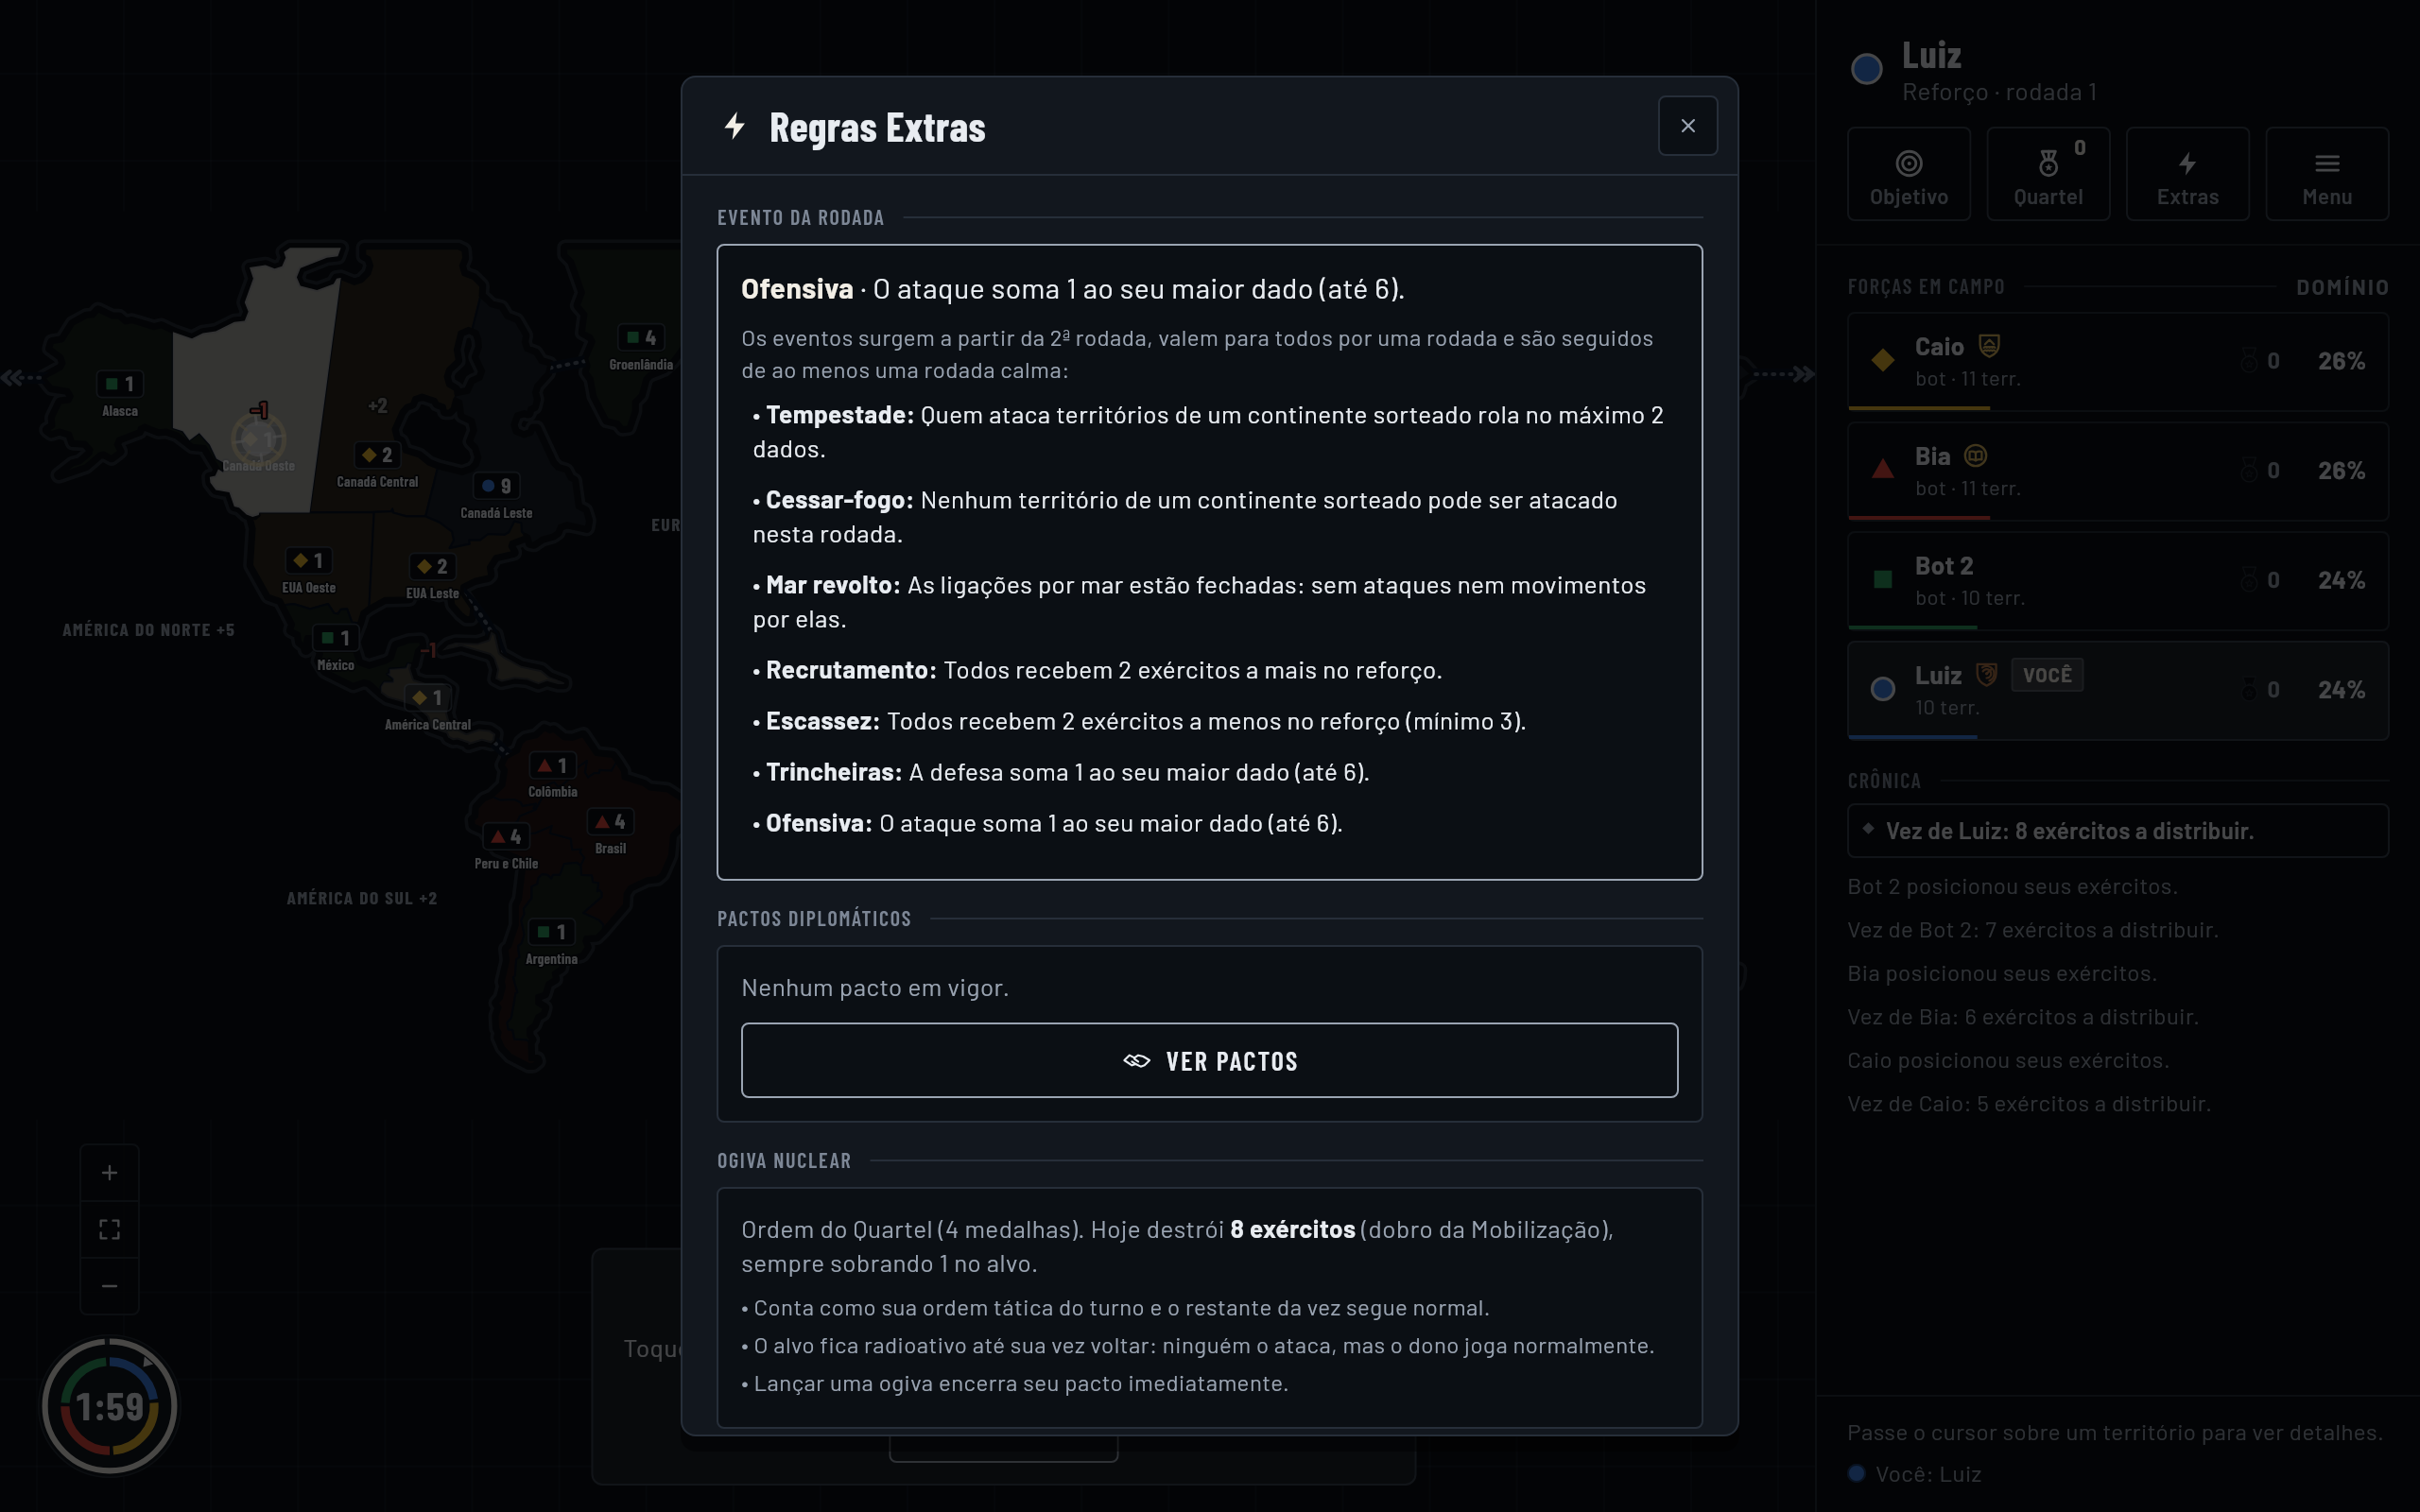 Regras Extras
EVENTO DA RODADA
Ofensiva · O ataque soma 1 ao seu maior dado (até 6).
Os eventos surgem a partir da 2ª rodada, valem para todos por uma rodada e são seguidos
de ao menos uma rodada calma:
• Tempestade: Quem ataca territórios de um continente sorteado rola no máximo 2
dados.
• Cessar-fogo: Nenhum território de um continente sorteado pode ser atacado
nesta rodada.
• Mar revolto: As ligações por mar estão fechadas: sem ataques nem movimentos
por elas.
• Recrutamento: Todos recebem 2 exércitos a mais no reforço.
• Escassez: Todos recebem 2 exércitos a menos no reforço (mínimo 3).
• Trincheiras: A defesa soma 1 ao seu maior dado (até 6).
• Ofensiva: O ataque soma 1 ao seu maior dado (até 6).
PACTOS DIPLOMÁTICOS
Nenhum pacto em vigor.
VER PACTOS
OGIVA NUCLEAR
Ordem do Quartel (4 medalhas). Hoje destrói 8 exércitos (dobro da Mobilização),
sempre sobrando 1 no alvo.
• Conta como sua ordem tática do turno e o restante da vez segue normal.
• O alvo fica radioativo até sua vez voltar: ninguém o ataca, mas o dono joga normalmente.
• Lançar uma ogiva encerra seu pacto imediatamente.
4
Groenlândia
1
Alasca
-1
1
Canadá Oeste
+2
2
Canadá Central
9
Canadá Leste
EUR
1
EUA Oeste
2
EUA Leste
AMÉRICA DO NORTE +5
1
México
-1
1
América Central
1
Colômbia
4
Brasil
4
Peru e Chile
AMÉRICA DO SUL +2
1
Argentina
+
−
1:59
Toqu
Luiz
Reforço · rodada 1
Objetivo
0
Quartel
Extras
Menu
FORÇAS EM CAMPO
DOMÍNIO
Caio
bot · 11 terr.
0
26%
Bia
bot · 11 terr.
0
26%
Bot 2
bot · 10 terr.
0
24%
Luiz VOCÊ
10 terr.
0
24%
CRÔNICA
Vez de Luiz: 8 exércitos a distribuir.
Bot 2 posicionou seus exércitos.
Vez de Bot 2: 7 exércitos a distribuir.
Bia posicionou seus exércitos.
Vez de Bia: 6 exércitos a distribuir.
Caio posicionou seus exércitos.
Vez de Caio: 5 exércitos a distribuir.
Passe o cursor sobre um território para ver detalhes.
Você: Luiz